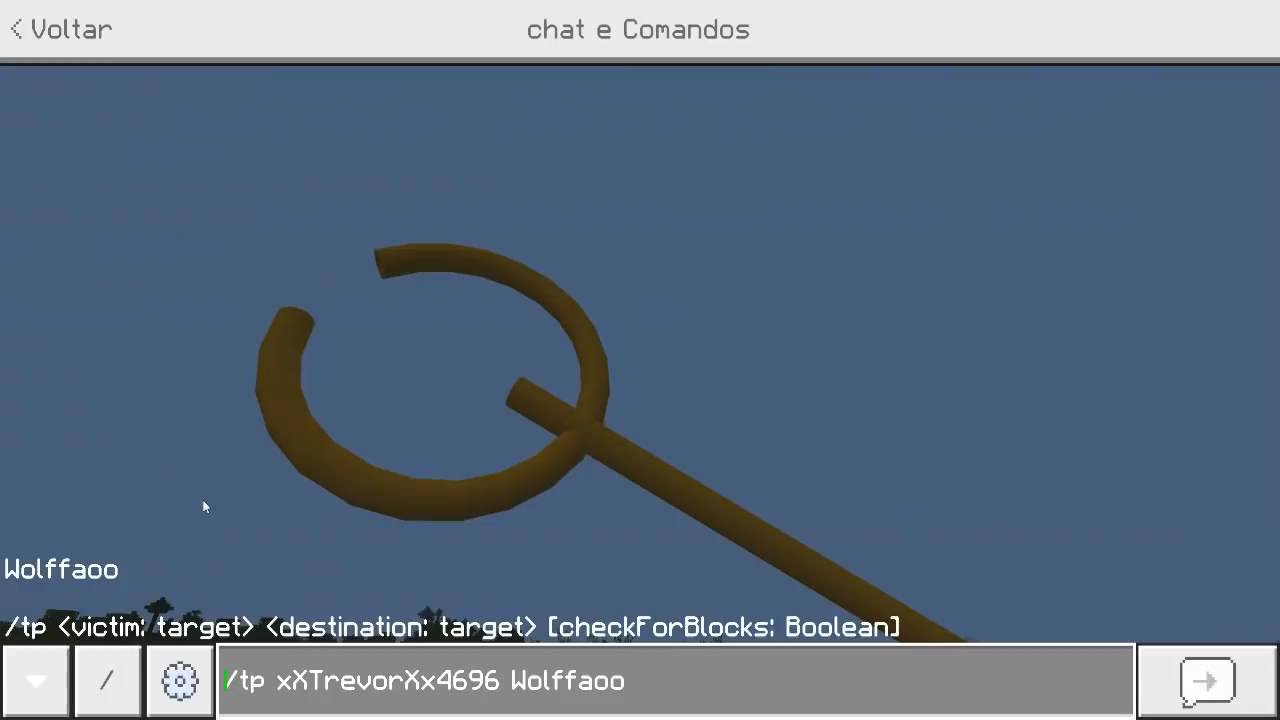 Voltar
chat e Comandos
Wolffaoo
/tp <victim: target> <destination: target> [checkForBlocks: Boolean]
/
/tp xXTrevorXx4696 Wolffaoo